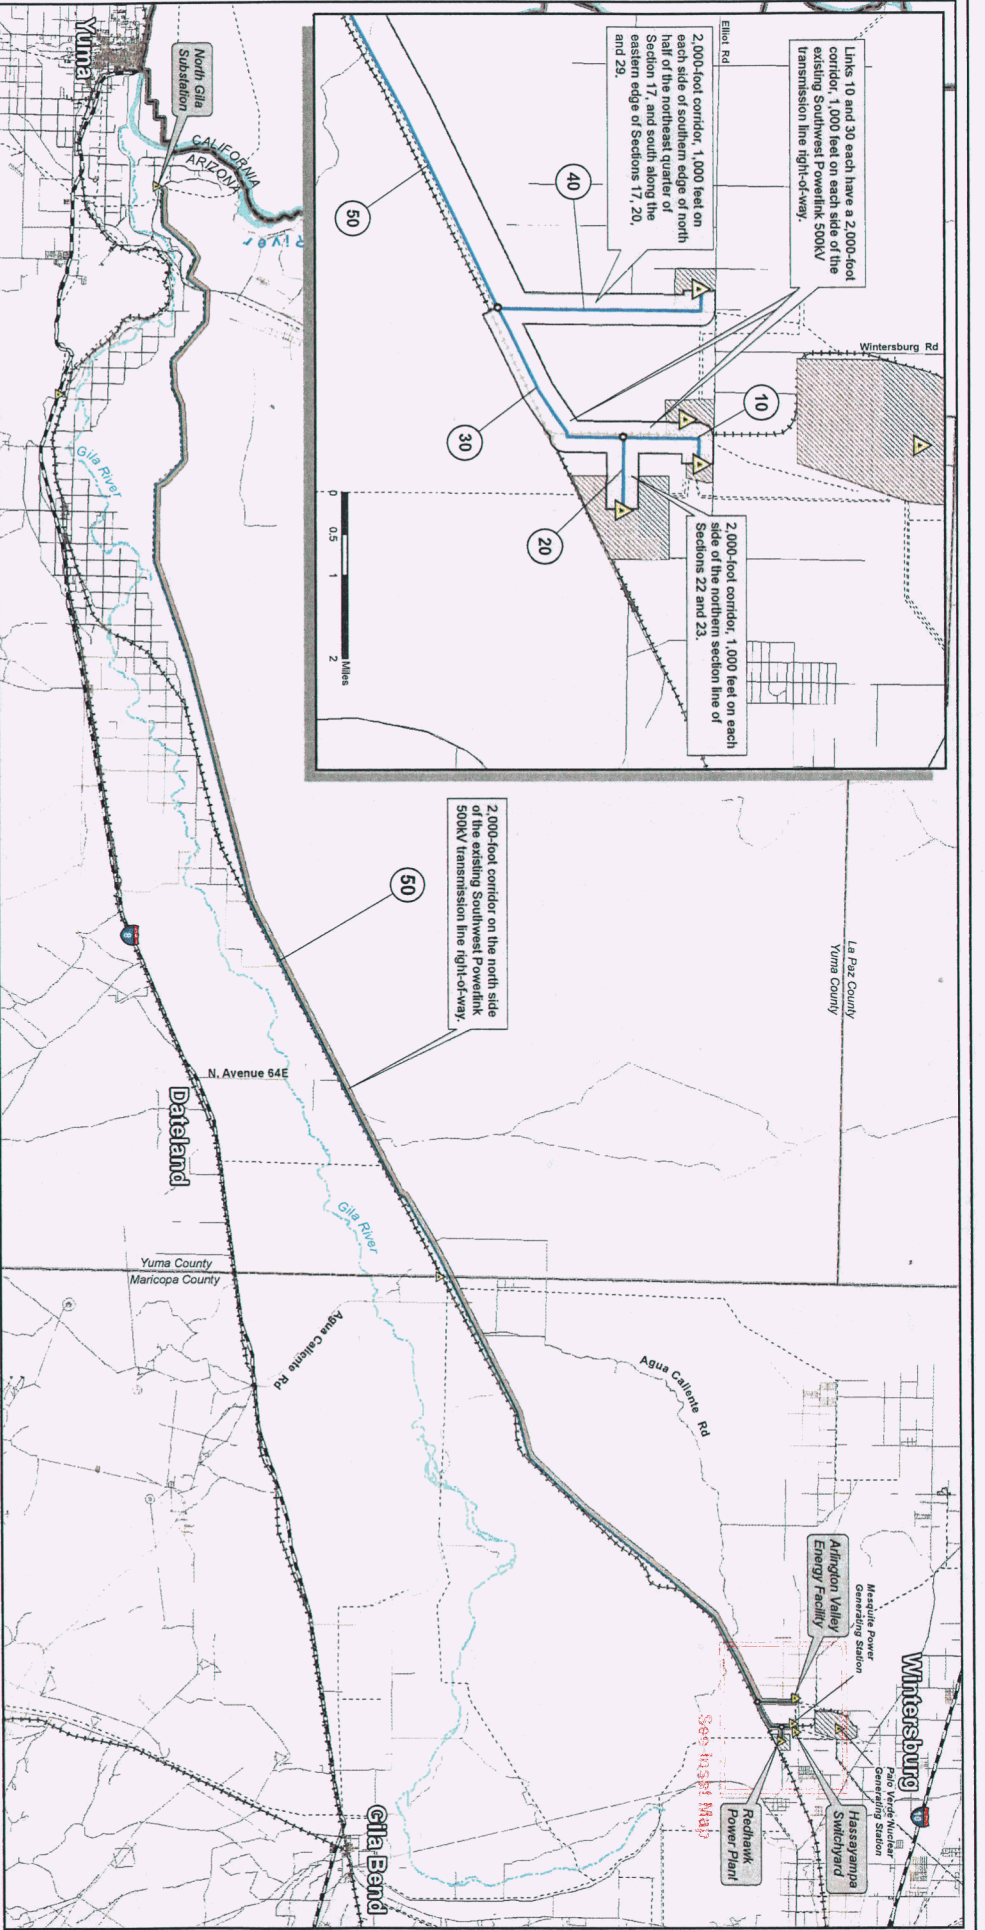 Links 10 and 30 each have a 2,000-foot
corridor, 1,000 feet on each side of the
existing Southwest Powerlink 500kV
transmission line right-of-way.
Elliot Rd
2,000-foot corridor, 1,000 feet on
each side of southern edge of north
half of the northeast quarter of
Section 17, and south along the
eastern edge of Sections 17, 20,
and 29.
Wintersburg Rd
40
50
10
30
20
2,000-foot corridor, 1,000 feet on each
side of the northern section line of
Sections 22 and 23.
0
0.5
1
2
Miles
Yuma
North Gila
Substation
CALIFORNIA
ARIZONA
River
Gila River
2,000-foot corridor on the north side
of the existing Southwest Powerlink
500kV transmission line right-of-way.
50
La Paz County
Yuma County
8
N. Avenue 64E
Dateland
Gila River
Yuma County
Maricopa County
Agua Caliente Rd
Agua Caliente Rd
Arlington Valley
Energy Facility
Mesquite Power
Generating Station
Wintersburg
10
Palo Verde Nuclear
Generating Station
Hassayampa
Switchyard
Redhawk
Power Plant
See Inset Map
Gila Bend